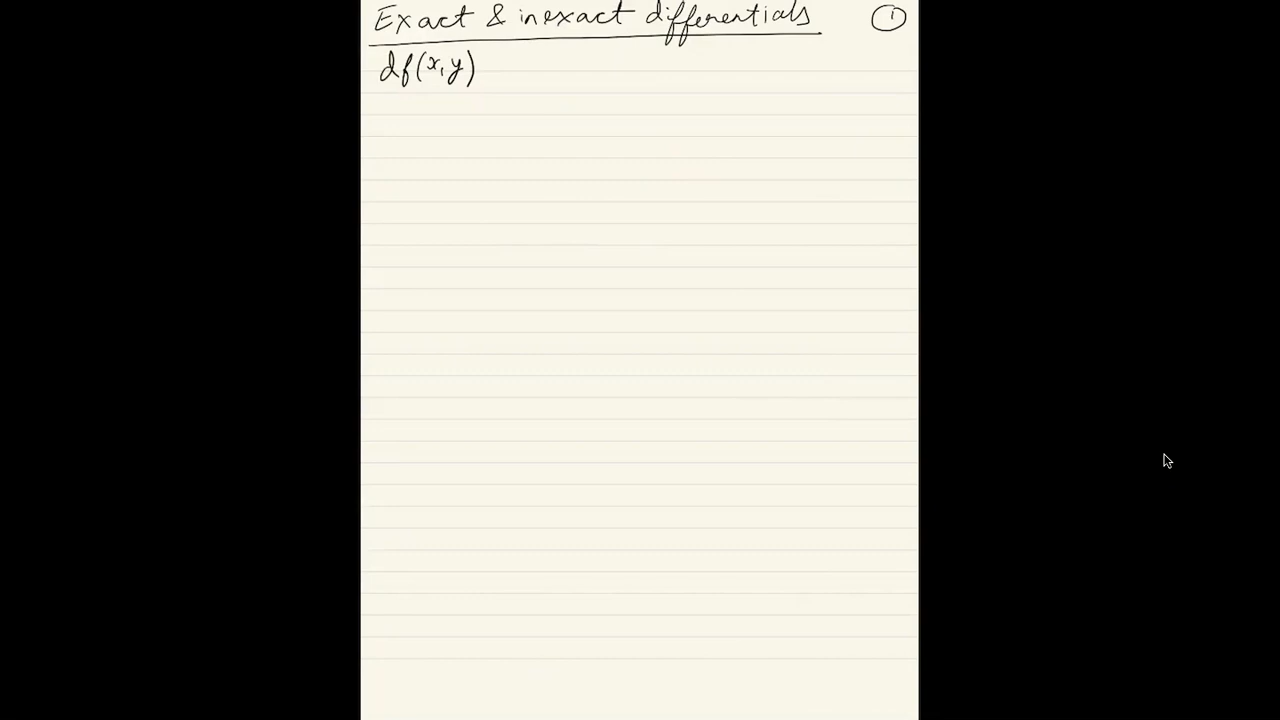 Exact & inexact differentials ①
df(x,y)